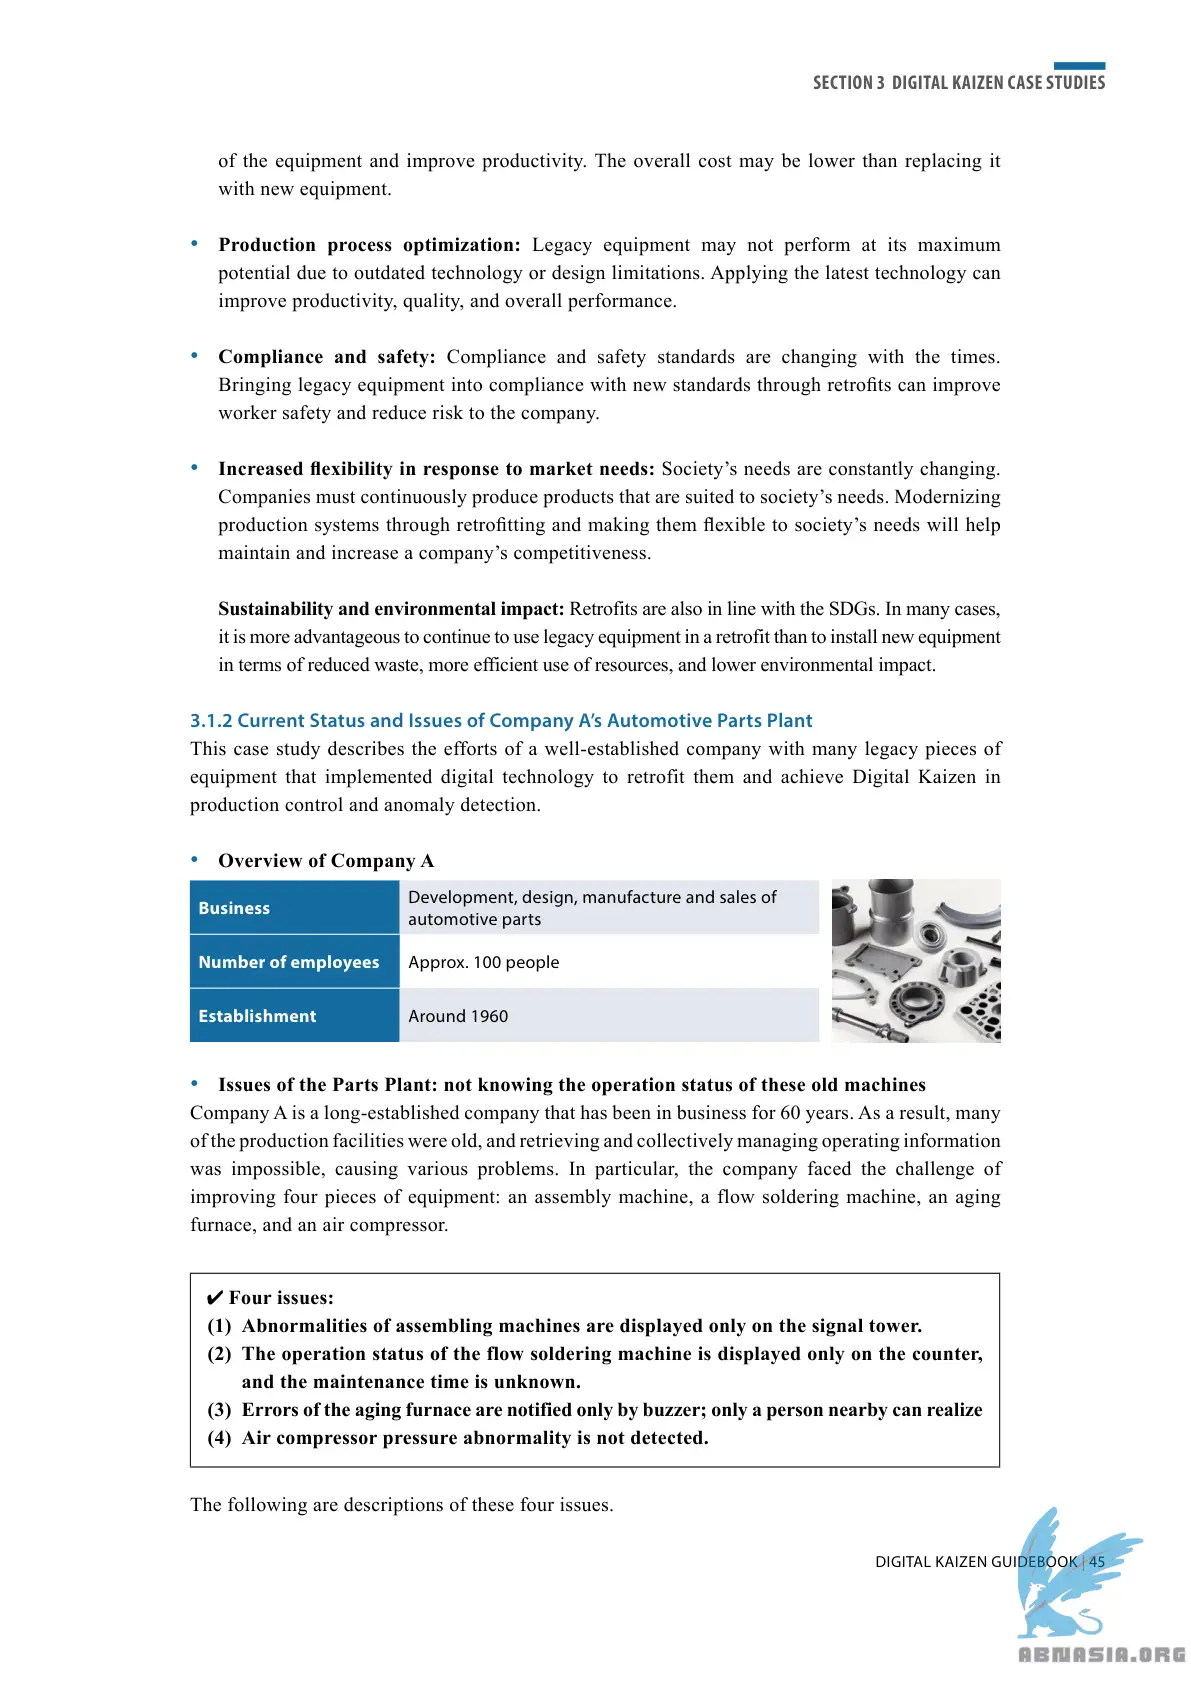 SECTION 3 DIGITAL KAIZEN CASE STUDIES
of the equipment and improve productivity. The overall cost may be lower than replacing it
with new equipment.
• Production process optimization: Legacy equipment may not perform at its maximum
potential due to outdated technology or design limitations. Applying the latest technology can
improve productivity, quality, and overall performance.
• Compliance and safety: Compliance and safety standards are changing with the times.
Bringing legacy equipment into compliance with new standards through retrofits can improve
worker safety and reduce risk to the company.
• Increased flexibility in response to market needs: Society’s needs are constantly changing.
Companies must continuously produce products that are suited to society’s needs. Modernizing
production systems through retrofitting and making them flexible to society’s needs will help
maintain and increase a company’s competitiveness.
Sustainability and environmental impact: Retrofits are also in line with the SDGs. In many cases,
it is more advantageous to continue to use legacy equipment in a retrofit than to install new equipment
in terms of reduced waste, more efficient use of resources, and lower environmental impact.
3.1.2 Current Status and Issues of Company A’s Automotive Parts Plant
This case study describes the efforts of a well-established company with many legacy pieces of
equipment that implemented digital technology to retrofit them and achieve Digital Kaizen in
production control and anomaly detection.
• Overview of Company A
Business
Development, design, manufacture and sales of
automotive parts
Number of employees
Approx. 100 people
Establishment
Around 1960
• Issues of the Parts Plant: not knowing the operation status of these old machines
Company A is a long-established company that has been in business for 60 years. As a result, many
of the production facilities were old, and retrieving and collectively managing operating information
was impossible, causing various problems. In particular, the company faced the challenge of
improving four pieces of equipment: an assembly machine, a flow soldering machine, an aging
furnace, and an air compressor.
✔ Four issues:
(1) Abnormalities of assembling machines are displayed only on the signal tower.
(2) The operation status of the flow soldering machine is displayed only on the counter,
and the maintenance time is unknown.
(3) Errors of the aging furnace are notified only by buzzer; only a person nearby can realize
(4) Air compressor pressure abnormality is not detected.
The following are descriptions of these four issues.
DIGITAL KAIZEN GUIDEBOOK | 45
ABNASIA.ORG